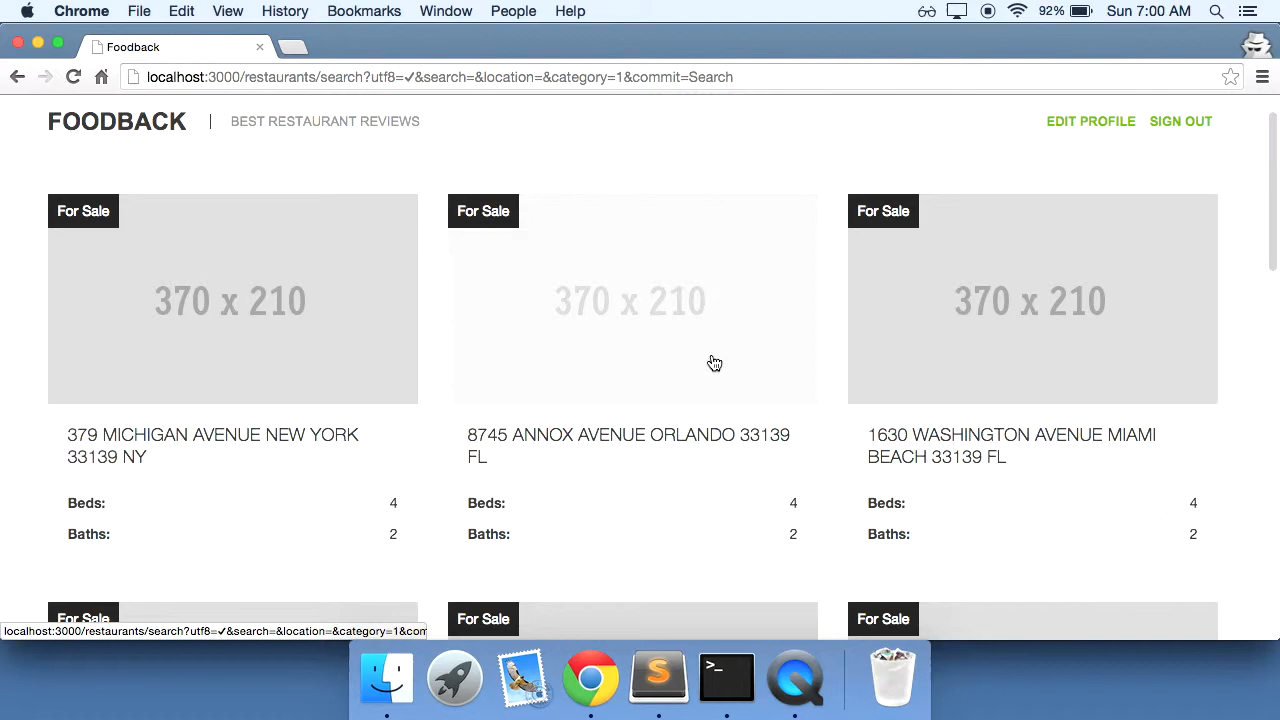 Chrome File Edit View History Bookmarks Window People Help 92% Sun 7:00 AM
Foodback
localhost:3000/restaurants/search?utf8=✓&search=&location=&category=1&commit=Search
FOODBACK | BEST RESTAURANT REVIEWS EDIT PROFILE SIGN OUT
For Sale For Sale For Sale
370 x 210 370 x 210 370 x 210
379 MICHIGAN AVENUE NEW YORK 8745 ANNOX AVENUE ORLANDO 33139 1630 WASHINGTON AVENUE MIAMI
33139 NY FL BEACH 33139 FL
Beds: 4 Beds: 4 Beds: 4
Baths: 2 Baths: 2 Baths: 2
For Sale For Sale For Sale
localhost:3000/restaurants/search?utf8=✓&search=&location=&category=1&com